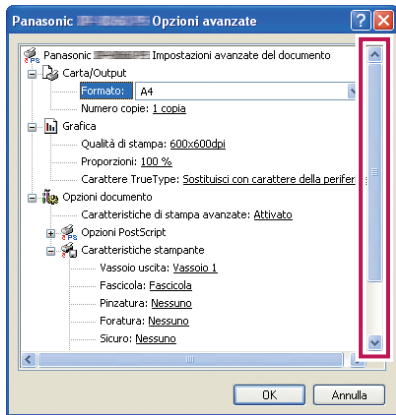 Panasonic Opzioni avanzate
Panasonic Impostazioni avanzate del documento
Carta/Output
Formato: A4
Numero copie: 1 copia
Grafica
Qualità di stampa: 600x600dpi
Proporzioni: 100 %
Carattere TrueType: Sostituisci con carattere della perifer
Opzioni documento
Caratteristiche di stampa avanzate: Attivato
PS Opzioni PostScript
Caratteristiche stampante
Vassoio uscita: Vassoio 1
Fascicola: Fascicola
Pinzatura: Nessuno
Foratura: Nessuno
Sicuro: Nessuno
OK Annulla